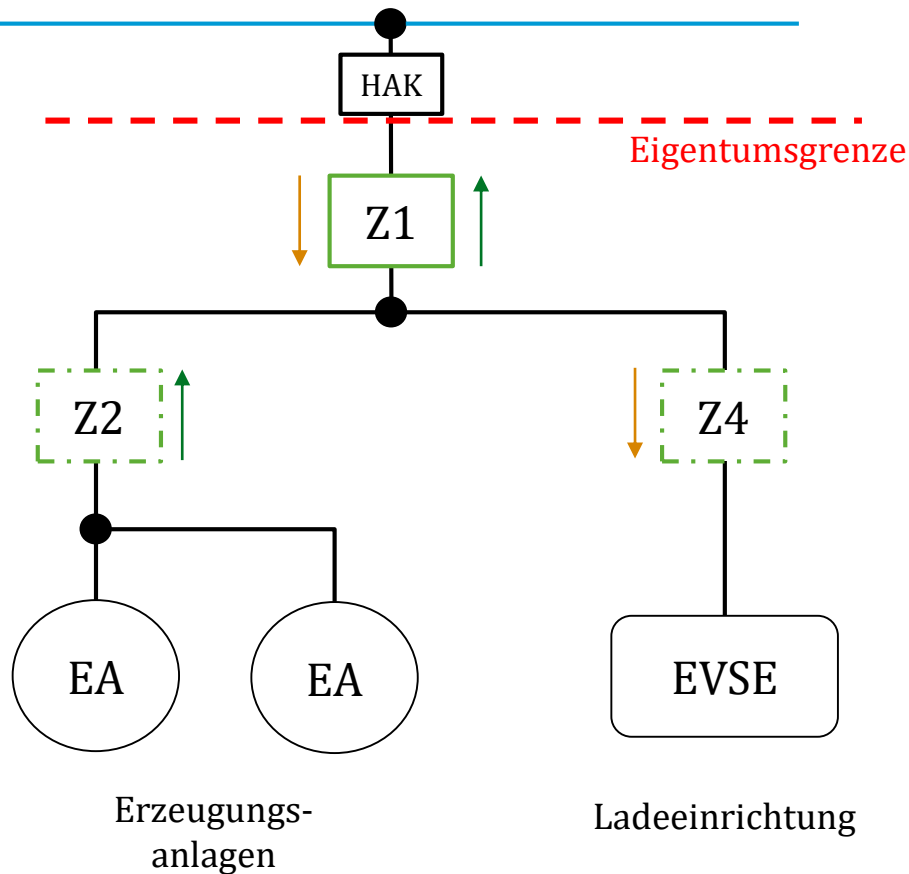 HAK
Eigentumsgrenze
Z1
Z2
Z4
EA
EA
EVSE
Erzeugungs-
anlagen
Ladeeinrichtung